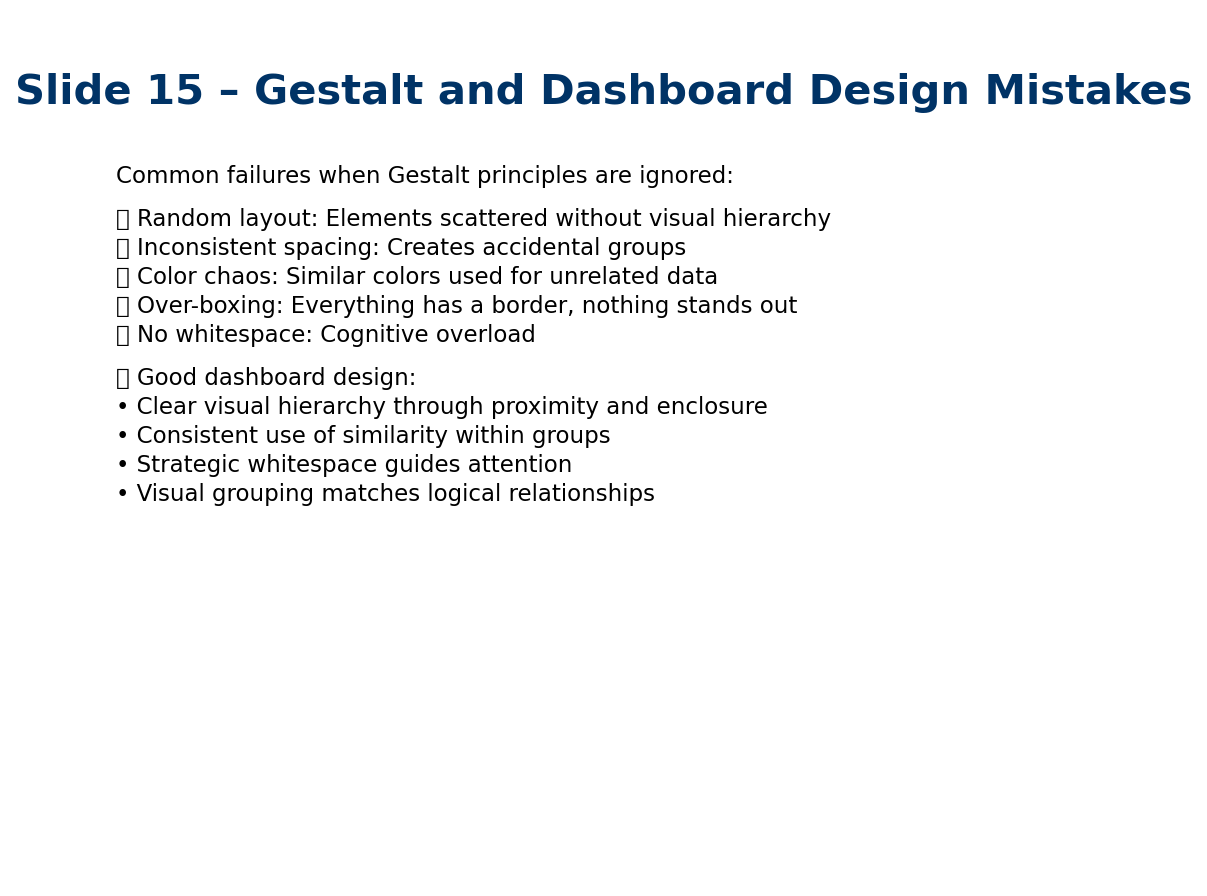 Slide 15 – Gestalt and Dashboard Design Mistakes
Common failures when Gestalt principles are ignored:
Random layout: Elements scattered without visual hierarchy
Inconsistent spacing: Creates accidental groups
Color chaos: Similar colors used for unrelated data
Over-boxing: Everything has a border, nothing stands out
No whitespace: Cognitive overload
Good dashboard design:
• Clear visual hierarchy through proximity and enclosure
• Consistent use of similarity within groups
• Strategic whitespace guides attention
• Visual grouping matches logical relationships